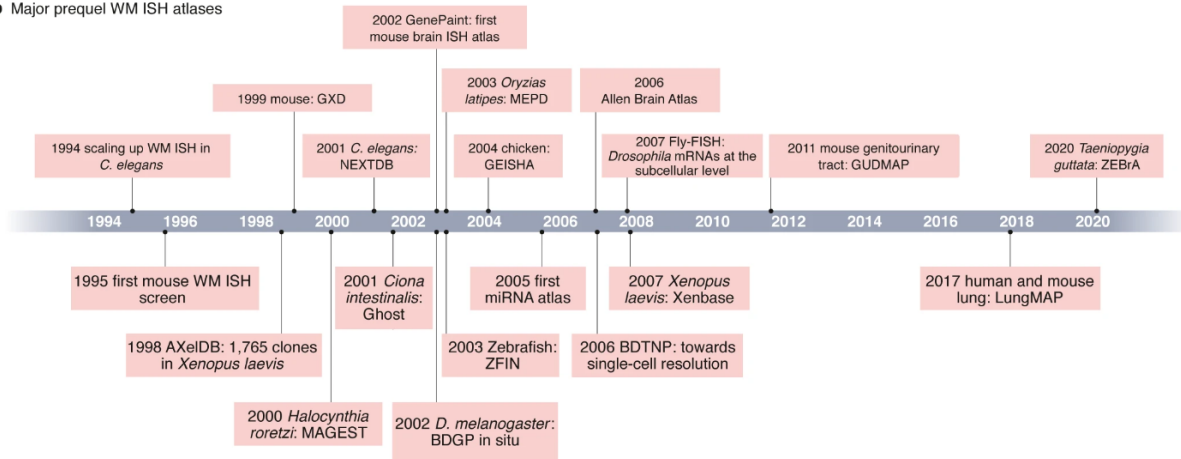 Major prequel WM ISH atlases
2002 GenePaint: first
mouse brain ISH atlas
2003 Oryzias
latipes: MEPD
2006
Allen Brain Atlas
1999 mouse: GXD
1994 scaling up WM ISH in
C. elegans
2001 C. elegans:
NEXTDB
2004 chicken:
GEISHA
2007 Fly-FISH:
Drosophila mRNAs at the
subcellular level
2011 mouse genitourinary
tract: GUDMAP
2020 Taeniopygia
guttata: ZEBrA
1994 1996 1998 2000 2002 2004 2006 2008 2010 2012 2014 2016 2018 2020
1995 first mouse WM ISH
screen
2001 Ciona
intestinalis:
Ghost
2005 first
miRNA atlas
2007 Xenopus
laevis: Xenbase
2017 human and mouse
lung: LungMAP
1998 AXelDB: 1,765 clones
in Xenopus laevis
2003 Zebrafish:
ZFIN
2006 BDTNP: towards
single-cell resolution
2000 Halocynthia
roretzi: MAGEST
2002 D. melanogaster:
BDGP in situ